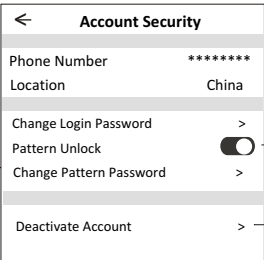 ← Account Security
Phone Number ********
Location China
Change Login Password >
Pattern Unlock
Change Pattern Password >
Deactivate Account >